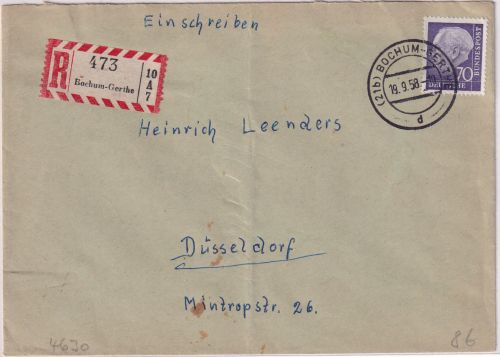 Einschreiben
R
473
Bochum-Gerthe
10
A
7
(21b) BOCHUM-GERTHE
19.9.58
d
70
DEUTSCHE
BUNDESPOST
Heinrich Leenders
Düsseldorf
Mintropstr. 26.
4630
86